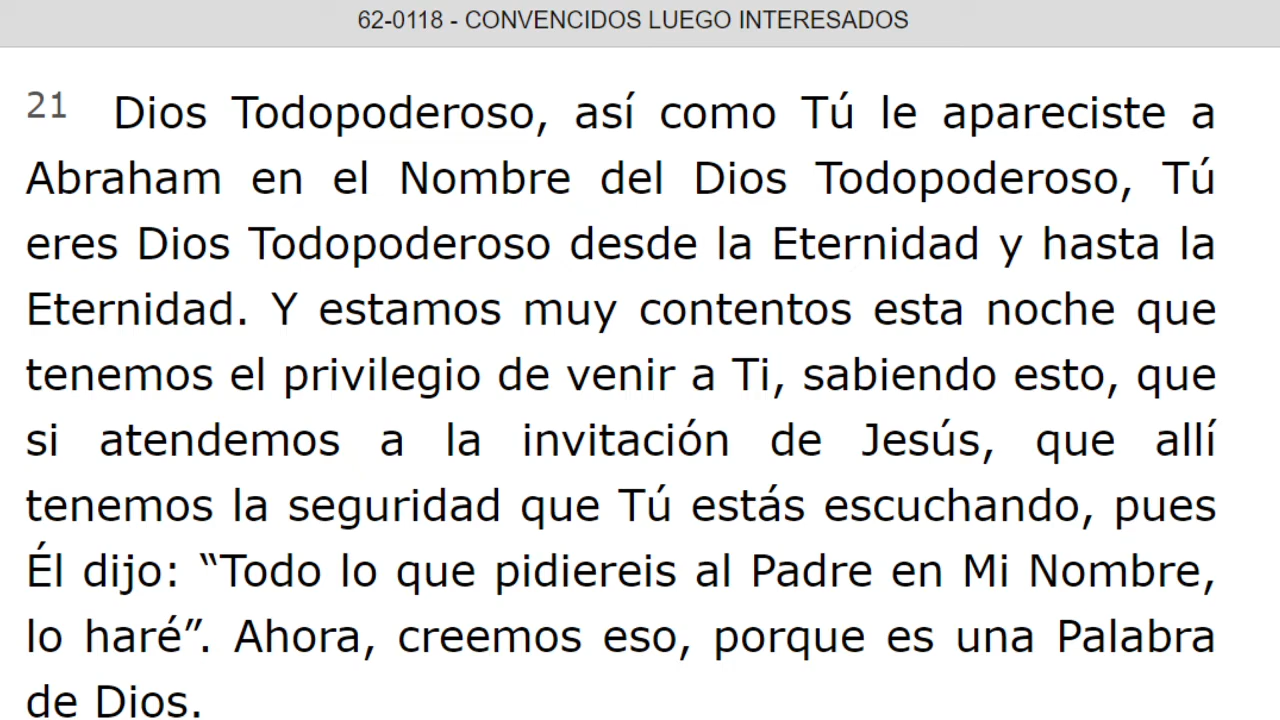 62-0118 - CONVENCIDOS LUEGO INTERESADOS
21 Dios Todopoderoso, así como Tú le apareciste a
Abraham en el Nombre del Dios Todopoderoso, Tú
eres Dios Todopoderoso desde la Eternidad y hasta la
Eternidad. Y estamos muy contentos esta noche que
tenemos el privilegio de venir a Ti, sabiendo esto, que
si atendemos a la invitación de Jesús, que allí
tenemos la seguridad que Tú estás escuchando, pues
Él dijo: “Todo lo que pidiereis al Padre en Mi Nombre,
lo haré”. Ahora, creemos eso, porque es una Palabra
de Dios.